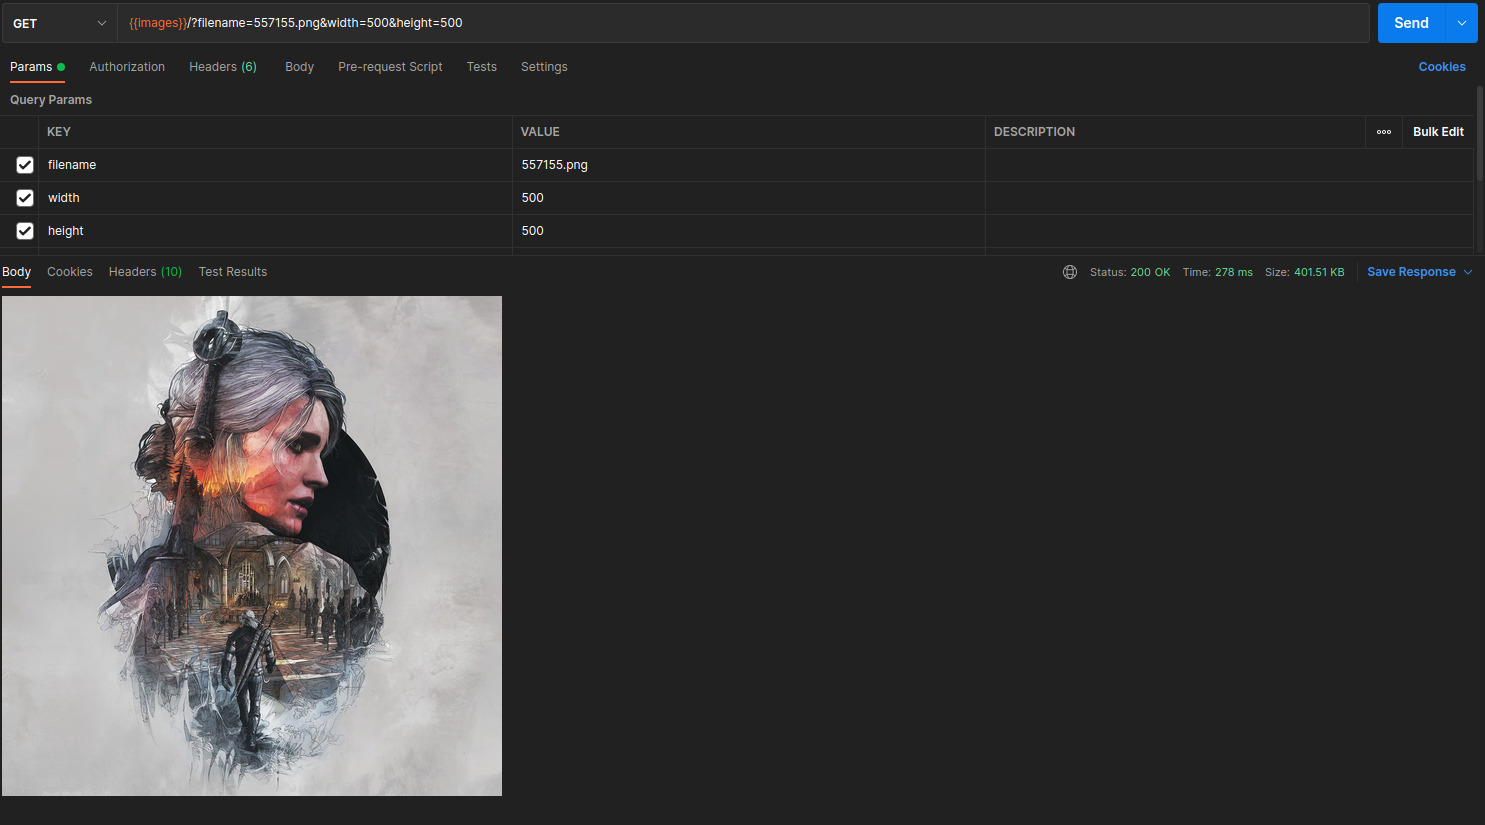 GET {{images}}/?filename=557155.png&width=500&height=500 Send
Params Authorization Headers (6) Body Pre-request Script Tests Settings Cookies
Query Params
KEY VALUE DESCRIPTION Bulk Edit
filename 557155.png
width 500
height 500
Body Cookies Headers (10) Test Results Status: 200 OK Time: 278 ms Size: 401.51 KB Save Response